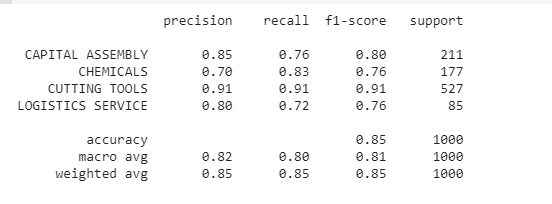 precision recall f1-score support
CAPITAL ASSEMBLY 0.85 0.76 0.80 211
CHEMICALS 0.70 0.83 0.76 177
CUTTING TOOLS 0.91 0.91 0.91 527
LOGISTICS SERVICE 0.80 0.72 0.76 85
accuracy 0.85 1000
macro avg 0.82 0.80 0.81 1000
weighted avg 0.85 0.85 0.85 1000